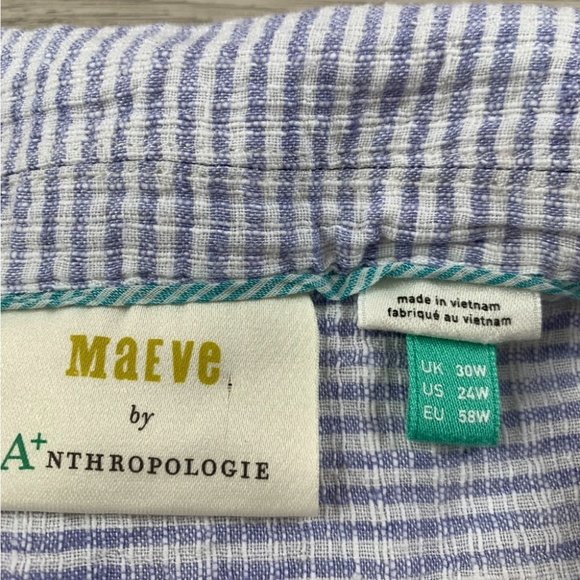 MaEve
by
A+NTHROPOLOGIE
made in vietnam
fabriqué au vietnam
UK 30W
US 24W
EU 58W